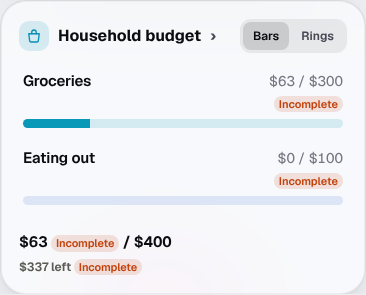 Household budget › Bars Rings
Groceries $63 / $300
Incomplete
Eating out $0 / $100
Incomplete
$63 Incomplete / $400
$337 left Incomplete